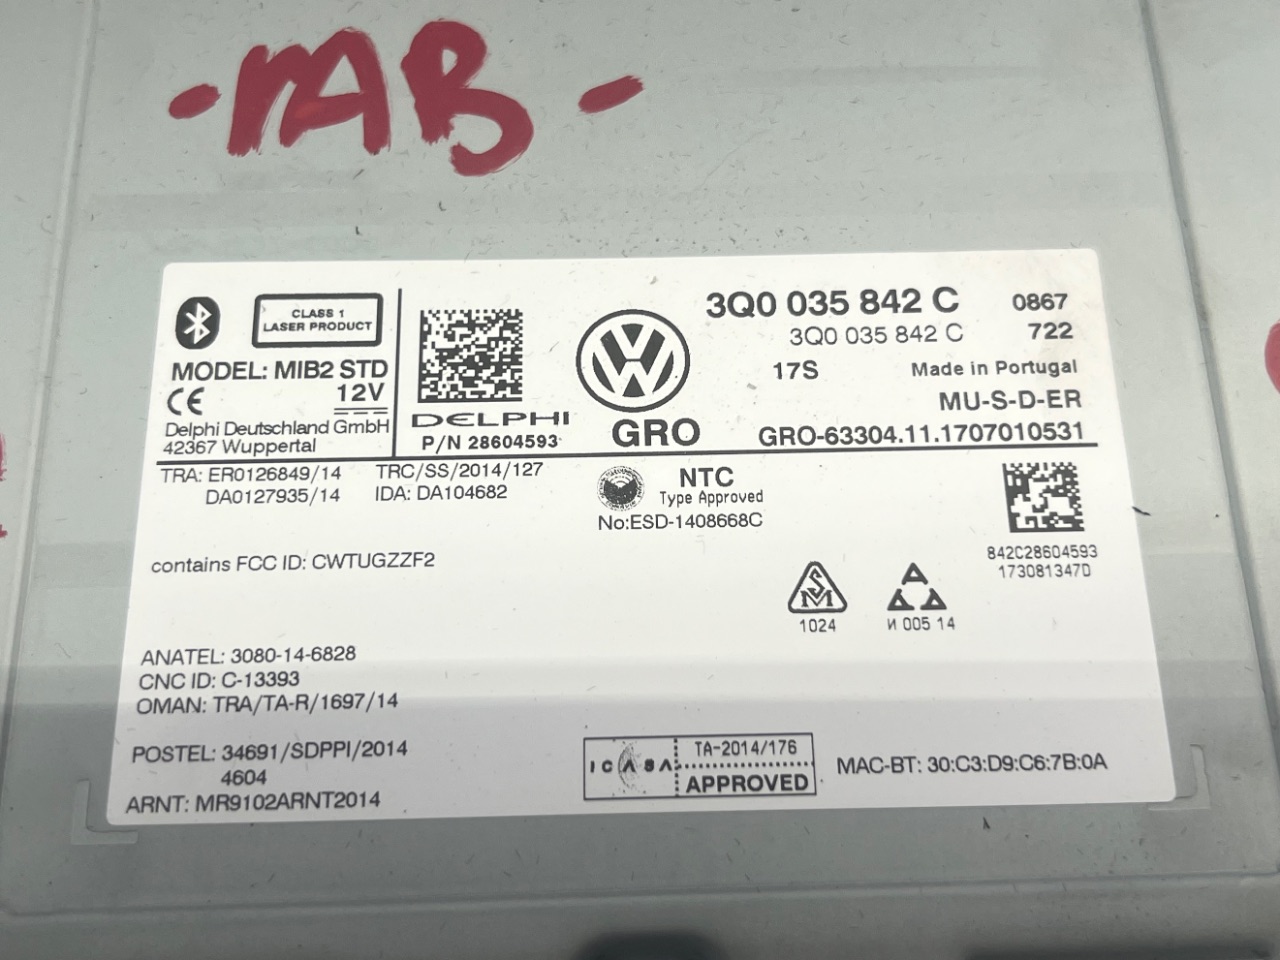 -rAB-
CLASS 1
LASER PRODUCT
MODEL: MIB2 STD
12V
CE
Delphi Deutschland GmbH
42367 Wuppertal
DELPHI
P/N 28604593
GRO
3Q0 035 842 C 0867
3Q0 035 842 C 722
17S Made in Portugal
MU-S-D-ER
GRO-63304.11.1707010531
TRA: ER0126849/14 TRC/SS/2014/127
DA0127935/14 IDA: DA104682
NTC
Type Approved
No:ESD-1408668C
contains FCC ID: CWTUGZZF2
842C28604593
173081347D
1024
И 005 14
ANATEL: 3080-14-6828
CNC ID: C-13393
OMAN: TRA/TA-R/1697/14
POSTEL: 34691/SDPPI/2014
4604
ARNT: MR9102ARNT2014
ICASA
TA-2014/176
APPROVED
MAC-BT: 30:C3:D9:C6:7B:0A